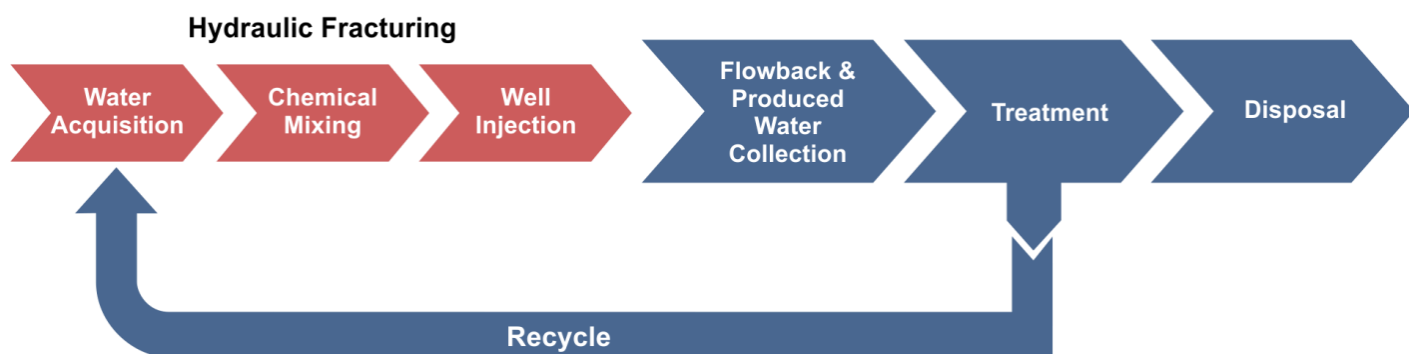 Hydraulic Fracturing
Water
Acquisition
Chemical
Mixing
Well
Injection
Flowback &
Produced
Water
Collection
Treatment
Disposal
Recycle